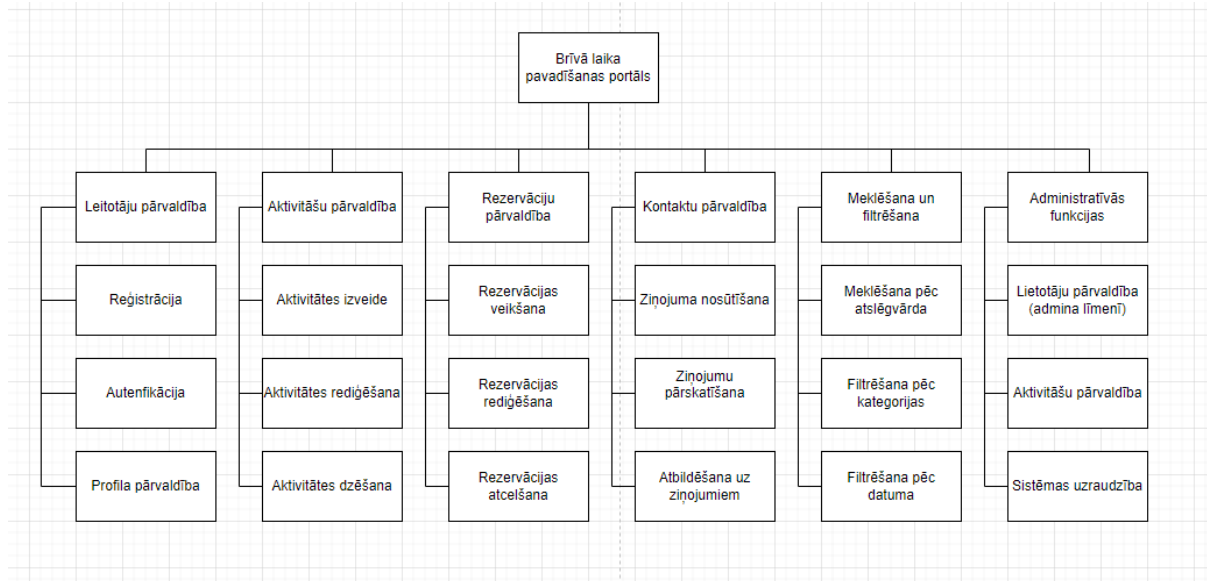 Brīvā laika
pavadīšanas portāls
Leitotāju pārvaldība
Aktivitāšu pārvaldība
Rezervāciju
pārvaldība
Kontaktu pārvaldība
Meklēšana un
filtrēšana
Administratīvās
funkcijas
Reģistrācija
Aktivitātes izveide
Rezervācijas
veikšana
Ziņojuma nosūtīšana
Meklēšana pēc
atslēgvārda
Lietotāju pārvaldība
(admina līmenī)
Autenfikācija
Aktivitātes rediģēšana
Rezervācijas
rediģēšana
Ziņojumu
pārskatīšana
Filtrēšana pēc
kategorijas
Aktivitāšu pārvaldība
Profila pārvaldība
Aktivitātes dzēšana
Rezervācijas
atcelšana
Atbildēšana uz
ziņojumiem
Filtrēšana pēc
datuma
Sistēmas uzraudzība